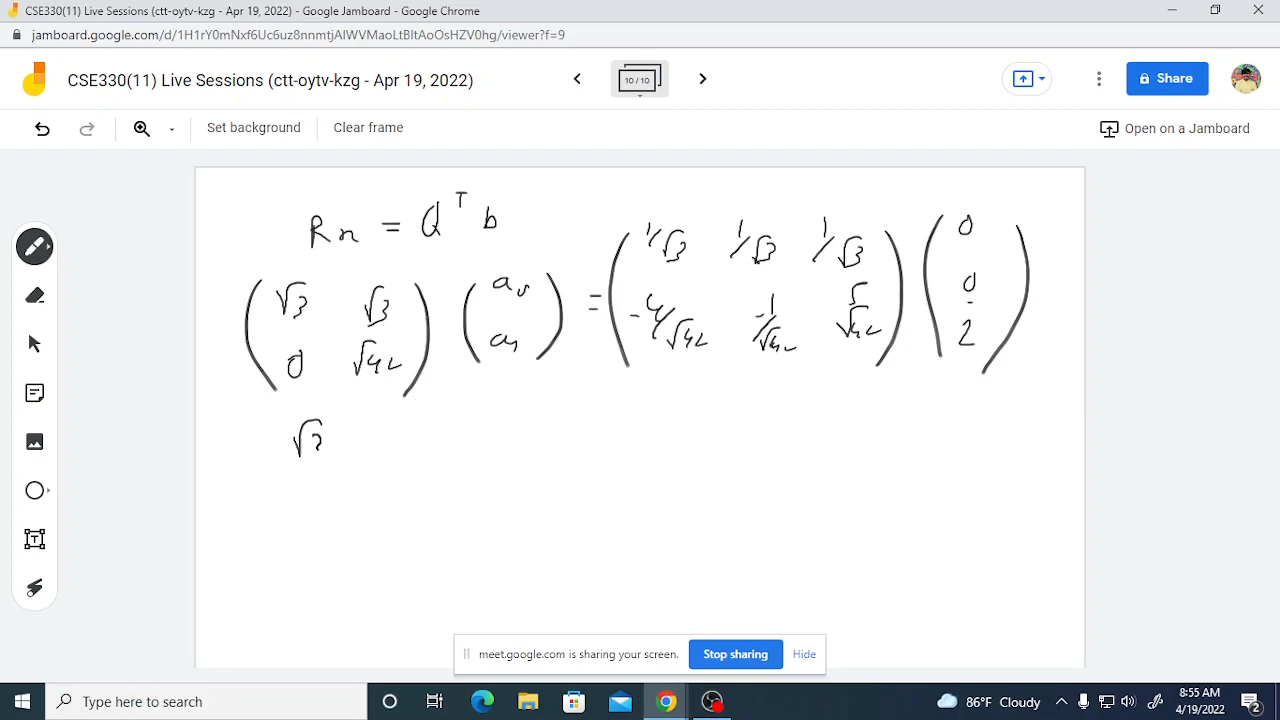 CSE330(11) Live Sessions (ctt-oytv-kzg - Apr 19, 2022) - Google Jamboard - Google Chrome
jamboard.google.com/d/1H1rY0mNxf6Uc6uz8nnmtjAIWVMaoLtBltAoOsHZV0hg/viewer?f=9
CSE330(11) Live Sessions (ctt-oytv-kzg - Apr 19, 2022)
10 / 10
Share
Set background
Clear frame
Open on a Jamboard
Rx = Q^T b
(√3 √3; 0 √42) (a₀; a₁) = (1/√3 1/√3 1/√3; -4/√42 -1/√42 5/√42) (0; 0; 2)
√3
meet.google.com is sharing your screen.
Stop sharing
Hide
Type here to search
86°F Cloudy
8:55 AM
4/19/2022
2